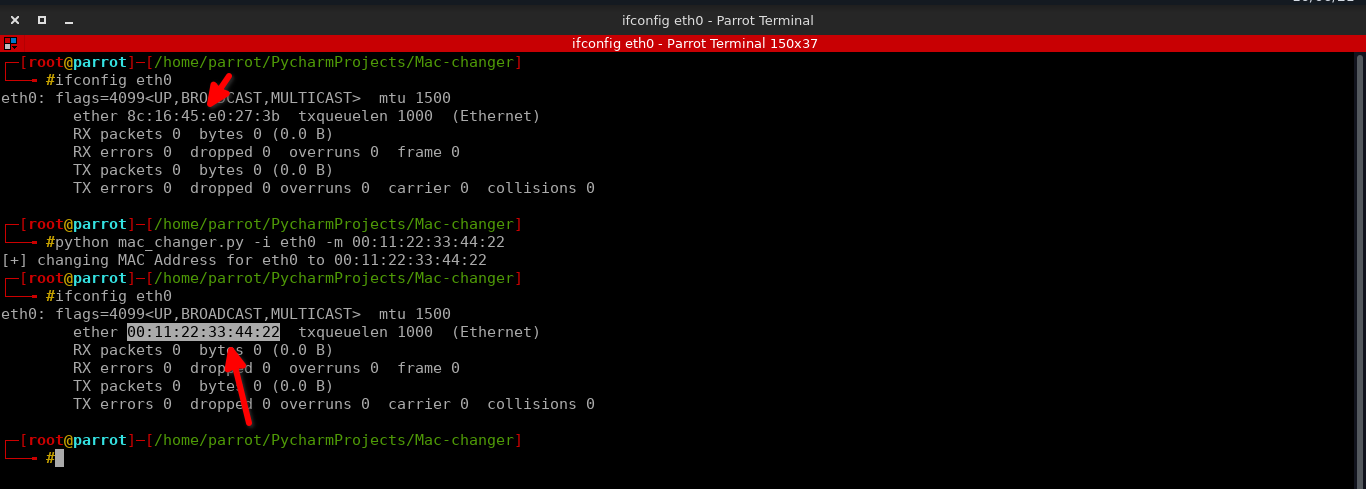 ifconfig eth0 - Parrot Terminal
ifconfig eth0 - Parrot Terminal 150x37
┌─[root@parrot]─[/home/parrot/PycharmProjects/Mac-changer]
└──╼ #ifconfig eth0
eth0: flags=4099<UP,BROADCAST,MULTICAST>  mtu 1500
        ether 8c:16:45:e0:27:3b  txqueuelen 1000  (Ethernet)
        RX packets 0  bytes 0 (0.0 B)
        RX errors 0  dropped 0  overruns 0  frame 0
        TX packets 0  bytes 0 (0.0 B)
        TX errors 0  dropped 0 overruns 0  carrier 0  collisions 0

┌─[root@parrot]─[/home/parrot/PycharmProjects/Mac-changer]
└──╼ #python mac_changer.py -i eth0 -m 00:11:22:33:44:22
[+] changing MAC Address for eth0 to 00:11:22:33:44:22
┌─[root@parrot]─[/home/parrot/PycharmProjects/Mac-changer]
└──╼ #ifconfig eth0
eth0: flags=4099<UP,BROADCAST,MULTICAST>  mtu 1500
        ether 00:11:22:33:44:22  txqueuelen 1000  (Ethernet)
        RX packets 0  bytes 0 (0.0 B)
        RX errors 0  dropped 0  overruns 0  frame 0
        TX packets 0  bytes 0 (0.0 B)
        TX errors 0  dropped 0 overruns 0  carrier 0  collisions 0

┌─[root@parrot]─[/home/parrot/PycharmProjects/Mac-changer]
└──╼ #